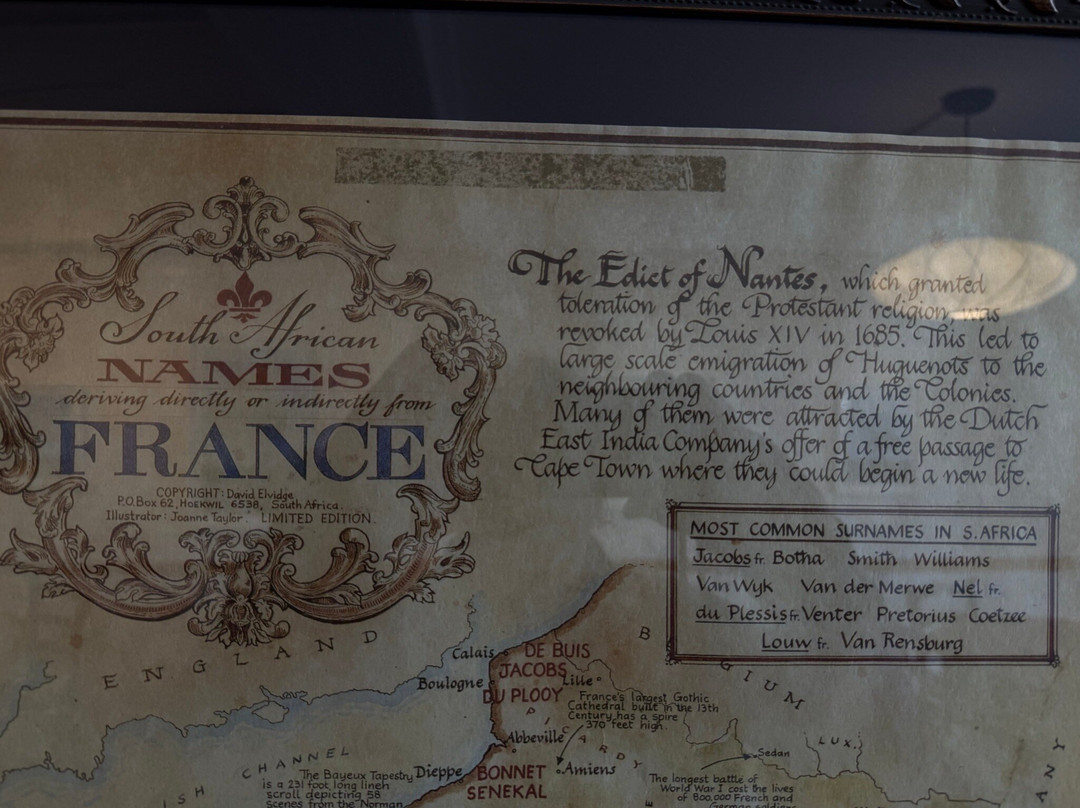 South African
NAMES
deriving directly or indirectly from
FRANCE
COPYRIGHT: David Elvidge
P.O.Box 62, HOEKWIL 6538, South Africa.
Illustrator: Joanne Taylor. LIMITED EDITION.
The Edict of Nantes, which granted
toleration of the Protestant religion, was
revoked by Louis XIV in 1685. This led to
large scale emigration of Huguenots to the
neighbouring countries and the Colonies.
Many of them were attracted by the Dutch
East India Company's offer of a free passage to
Cape Town where they could begin a new life.
MOST COMMON SURNAMES IN S.AFRICA
Jacobs fr. Botha Smith Williams
Van Wyk Van der Merwe Nel fr.
du Plessis fr. Venter Pretorius Coetzee
Louw fr. Van Rensburg
ENGLAND
Calais
DE BUIS
JACOBS
Lille
Boulogne
DU PLOOY
France's largest Gothic
Cathedral built in the 13th
Century has a spire
370 feet high.
Abbeville
Amiens
CHANNEL
The Bayeux Tapestry
is a 231 foot long linen
scroll depicting 58
scenes from the Norman
Dieppe
BONNET
SENEKAL
Sedan
LUX.
The longest battle of
World War I cost the lives
of 800,000 French and
German soldiers